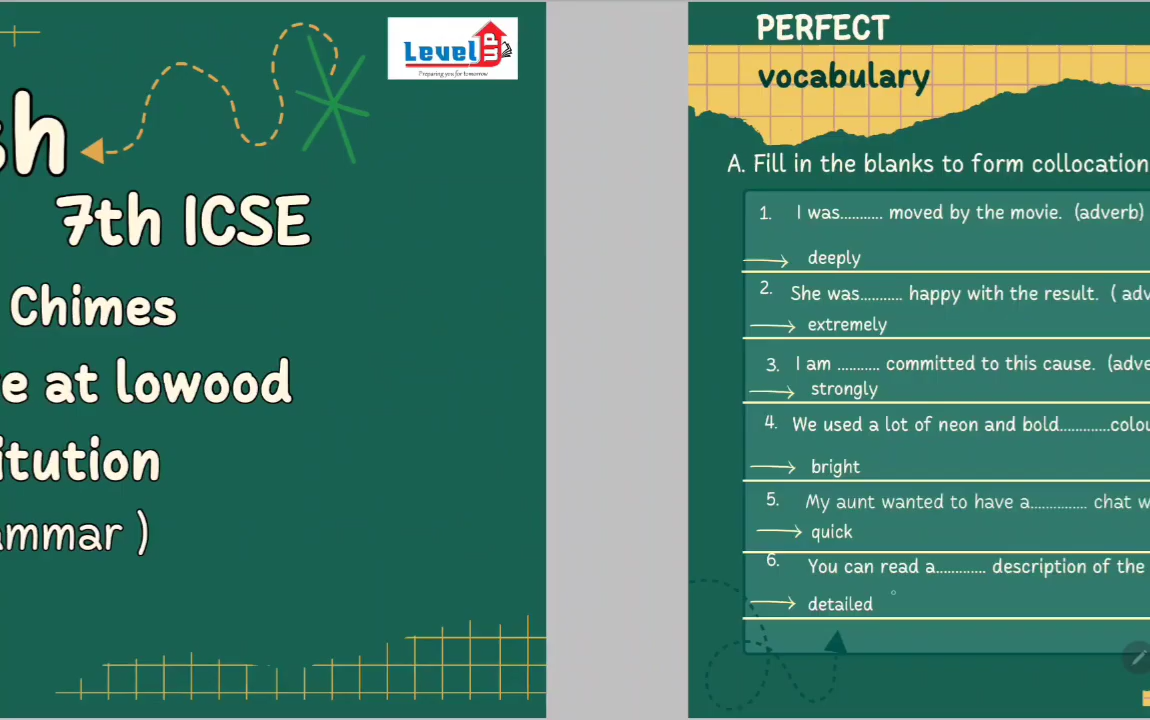 Level UP
Preparing you for tomorrow
7th ICSE
Chimes
at lowood
PERFECT
vocabulary
A. Fill in the blanks to form collocation
1. I was.......... moved by the movie. (adverb)
deeply
2. She was.......... happy with the result. ( adv
extremely
3. I am .......... committed to this cause. (adve
strongly
4. We used a lot of neon and bold............colou
bright
5. My aunt wanted to have a............. chat w
quick
6. You can read a............ description of the
detailed